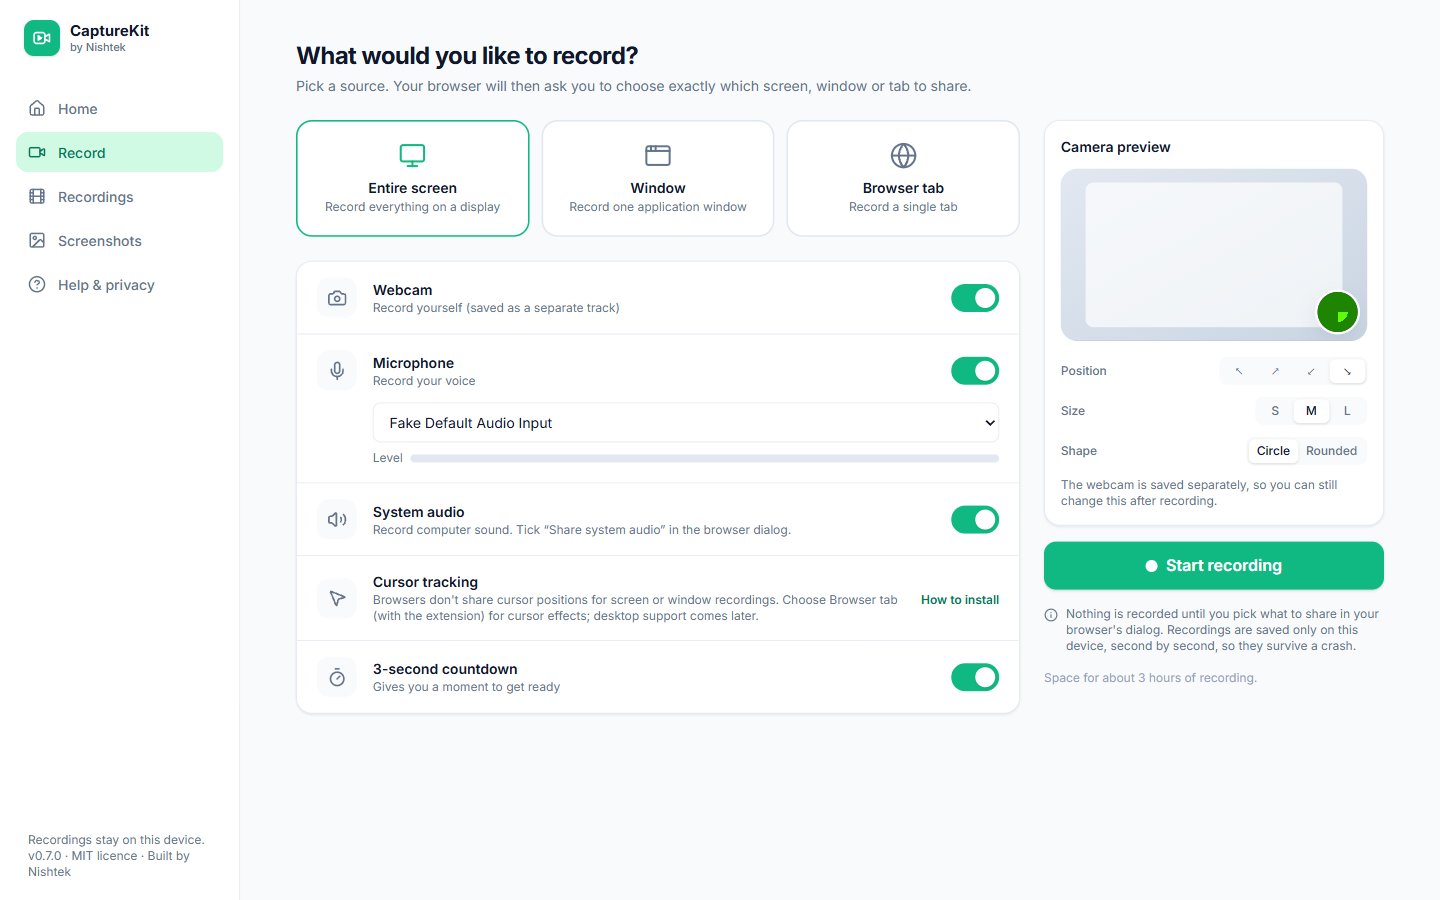 CaptureKit
by Nishtek
Home
Record
Recordings
Screenshots
Help & privacy
Recordings stay on this device.
v0.7.0 · MIT licence · Built by
Nishtek
What would you like to record?
Pick a source. Your browser will then ask you to choose exactly which screen, window or tab to share.
Entire screen
Record everything on a display
Window
Record one application window
Browser tab
Record a single tab
Webcam
Record yourself (saved as a separate track)
Microphone
Record your voice
Fake Default Audio Input
Level
System audio
Record computer sound. Tick “Share system audio” in the browser dialog.
Cursor tracking
Browsers don't share cursor positions for screen or window recordings. Choose Browser tab
(with the extension) for cursor effects; desktop support comes later.
How to install
3-second countdown
Gives you a moment to get ready
Camera preview
Position ↖ ↗ ↙ ↘
Size S M L
Shape Circle Rounded
The webcam is saved separately, so you can still
change this after recording.
Start recording
Nothing is recorded until you pick what to share in your
browser's dialog. Recordings are saved only on this
device, second by second, so they survive a crash.
Space for about 3 hours of recording.